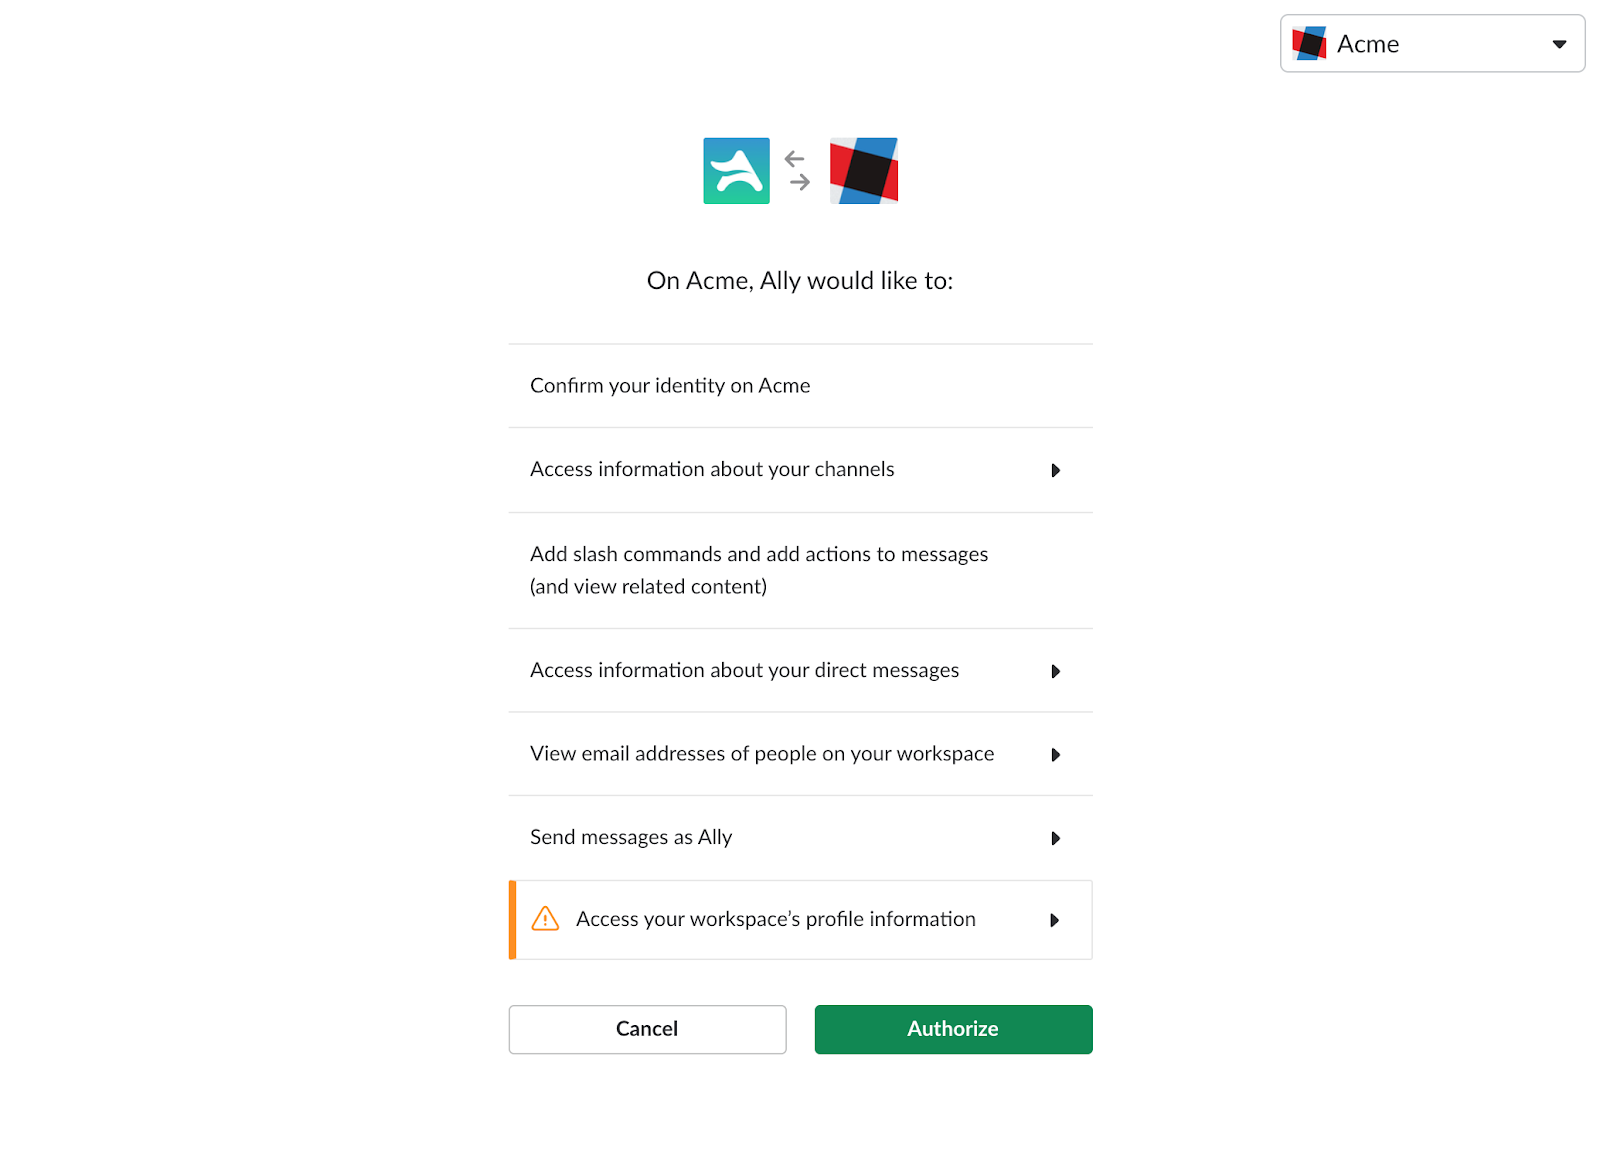 Acme
On Acme, Ally would like to:
Confirm your identity on Acme
Access information about your channels
Add slash commands and add actions to messages
(and view related content)
Access information about your direct messages
View email addresses of people on your workspace
Send messages as Ally
Access your workspace’s profile information
Cancel
Authorize